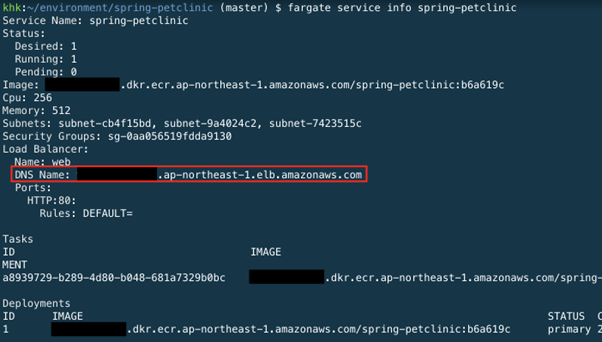 khk:~/environment/spring-petclinic (master) $ fargate service info spring-petclinic
Service Name: spring-petclinic
Status:
Desired: 1
Running: 1
Pending: 0
Image: .dkr.ecr.ap-northeast-1.amazonaws.com/spring-petclinic:b6a619c
Cpu: 256
Memory: 512
Subnets: subnet-cb4f15bd, subnet-9a4024c2, subnet-7423515c
Security Groups: sg-0aa056519fdda9130
Load Balancer:
Name: web
DNS Name: .ap-northeast-1.elb.amazonaws.com
Ports:
HTTP:80:
Rules: DEFAULT=
Tasks
ID IMAGE
MENT
a8939729-b289-4d80-b048-681a7329b0bc .dkr.ecr.ap-northeast-1.amazonaws.com/spring-
Deployments
ID IMAGE STATUS C
1 .dkr.ecr.ap-northeast-1.amazonaws.com/spring-petclinic:b6a619c primary 2